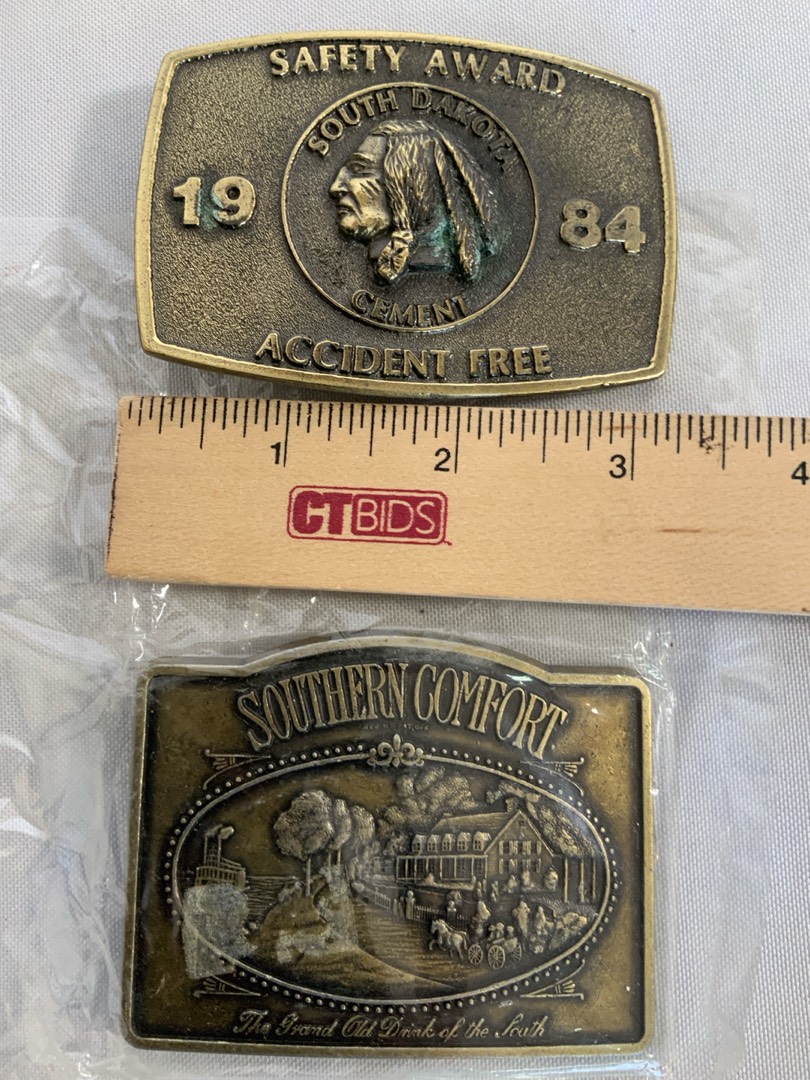 SAFETY AWARD
SOUTH DAKOTA
19 84
CEMENT
ACCIDENT FREE
1 2 3 4
CTBIDS
SOUTHERN COMFORT
The Grand Old Drink of the South